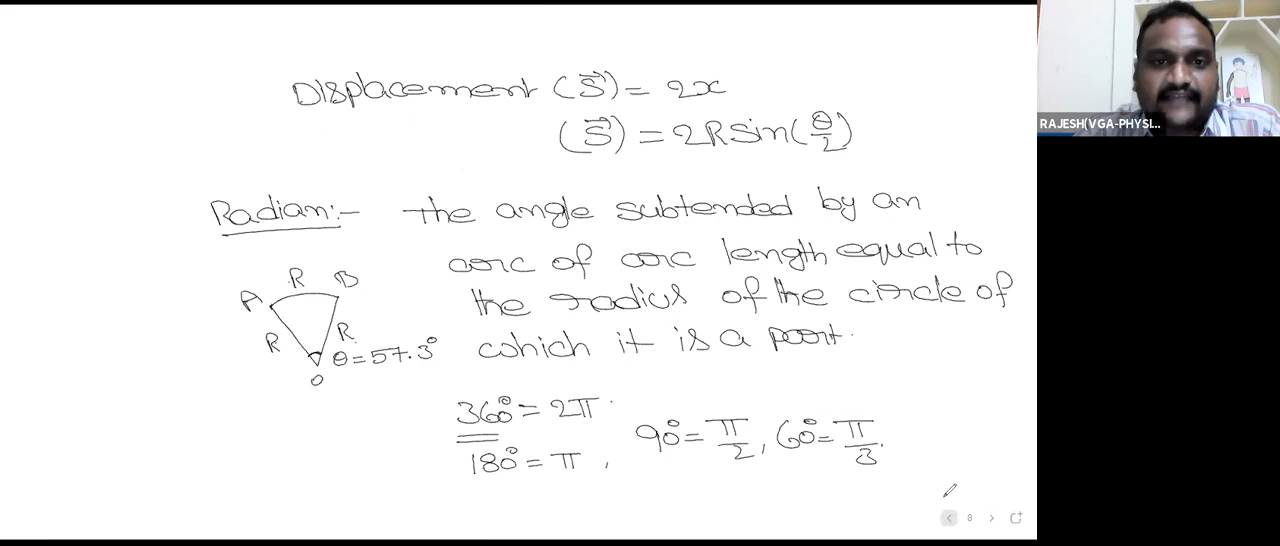 Displacement (S⃗) = 2x
(S⃗) = 2R sin(θ/2)
Radian:- The angle subtended by an
arc of arc length equal to
the radius of the circle of
which it is a part.
R B
A
R R
θ = 57.3°
O
360° = 2π
180° = π , 90° = π/2 , 60° = π/3
8
RAJESH(VGA-PHYSI...